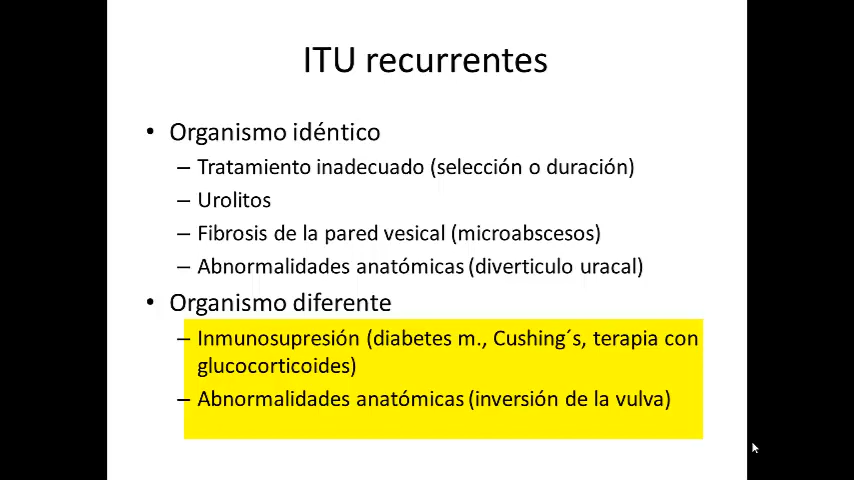 ITU recurrentes
• Organismo idéntico
– Tratamiento inadecuado (selección o duración)
– Urolitos
– Fibrosis de la pared vesical (microabscesos)
– Abnormalidades anatómicas (diverticulo uracal)
• Organismo diferente
– Inmunosupresión (diabetes m., Cushing´s, terapia con
glucocorticoides)
– Abnormalidades anatómicas (inversión de la vulva)